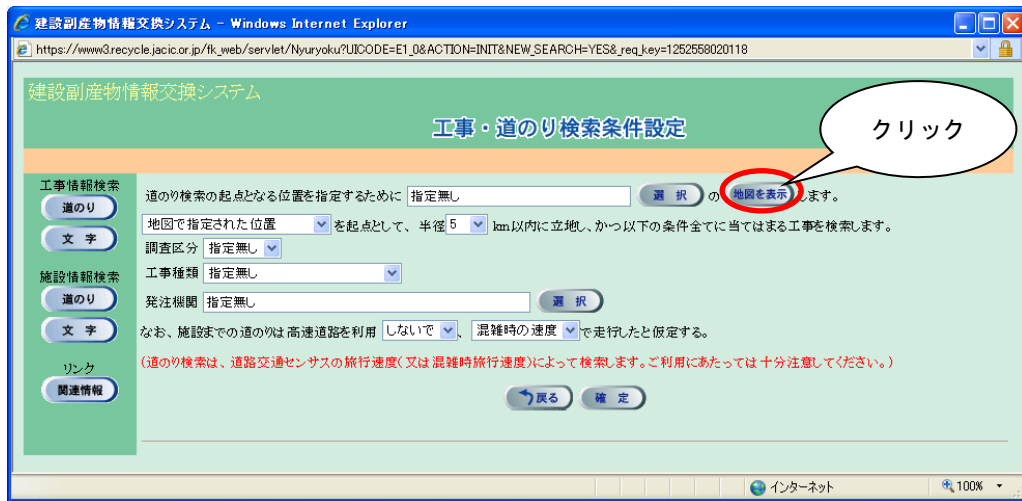 建設副産物情報交換システム - Windows Internet Explorer
https://www3.recycle.jacic.or.jp/fk_web/servlet/Nyuryoku?UICODE=E1_0&ACTION=INIT&NEW_SEARCH=YES&_req_key=1252558020118
建設副産物情報交換システム
工事・道のり検索条件設定
クリック
工事情報検索
道のり
文 字
施設情報検索
道のり
文 字
リンク
関連情報
道のり検索の起点となる位置を指定するために 指定無し 選 択 の 地図を表示 します。
地図で指定された位置 を起点として、半径 5 km以内に立地し、かつ以下の条件全てに当てはまる工事を検索します。
調査区分 指定無し
工事種類 指定無し
発注機関 指定無し 選 択
なお、施設までの道のりは高速道路を利用 しないで 、 混雑時の速度 で走行したと仮定する。
(道のり検索は、道路交通センサスの旅行速度(又は混雑時旅行速度)によって検索します。ご利用にあたっては十分注意してください。)
戻る 確 定
インターネット 100%